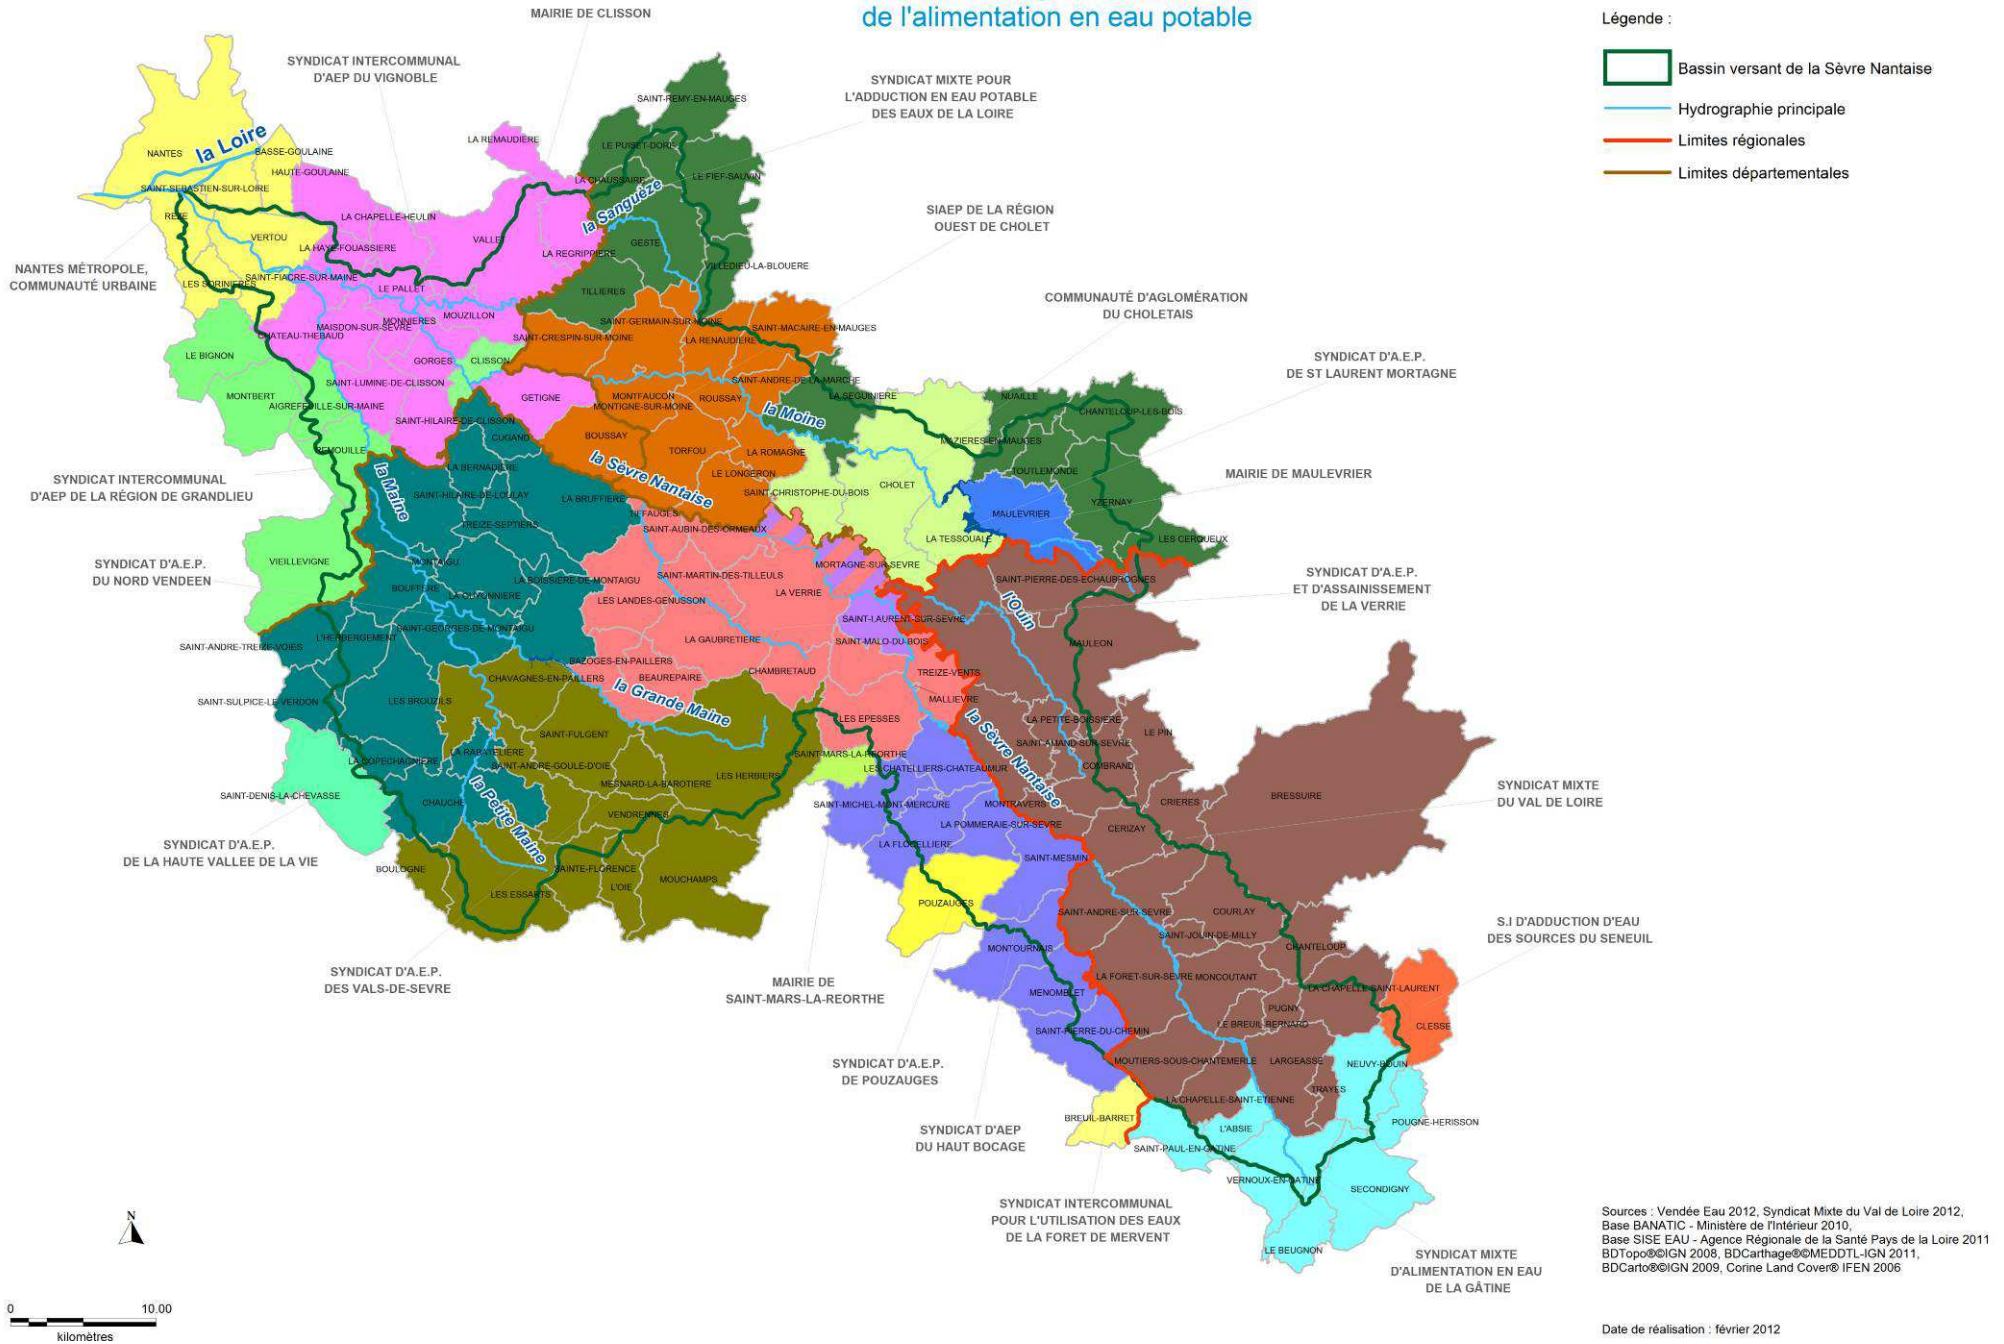 de l'alimentation en eau potable
MAIRIE DE CLISSON
SYNDICAT INTERCOMMUNAL
D'AEP DU VIGNOBLE
SYNDICAT MIXTE POUR
L'ADDUCTION EN EAU POTABLE
DES EAUX DE LA LOIRE
SIAEP DE LA RÉGION
OUEST DE CHOLET
COMMUNAUTÉ D'AGLOMÉRATION
DU CHOLETAIS
SYNDICAT D'A.E.P.
DE ST LAURENT MORTAGNE
MAIRIE DE MAULEVRIER
SYNDICAT D'A.E.P.
ET D'ASSAINISSEMENT
DE LA VERRIE
SYNDICAT MIXTE
DU VAL DE LOIRE
S.I D'ADDUCTION D'EAU
DES SOURCES DU SENEUIL
SYNDICAT MIXTE
D'ALIMENTATION EN EAU
DE LA GÂTINE
SYNDICAT INTERCOMMUNAL
POUR L'UTILISATION DES EAUX
DE LA FORET DE MERVENT
SYNDICAT D'AEP
DU HAUT BOCAGE
SYNDICAT D'A.E.P.
DE POUZAUGES
MAIRIE DE
SAINT-MARS-LA-REORTHE
SYNDICAT D'A.E.P.
DES VALS-DE-SEVRE
SYNDICAT D'A.E.P.
DE LA HAUTE VALLEE DE LA VIE
SYNDICAT D'A.E.P.
DU NORD VENDEEN
SYNDICAT INTERCOMMUNAL
D'AEP DE LA RÉGION DE GRANDLIEU
NANTES MÉTROPOLE,
COMMUNAUTÉ URBAINE
la Loire
la Sanguèze
la Moine
la Sèvre Nantaise
la Maine
l'Ouin
la Grande Maine
la Sèvre Nantaise
la Petite Maine
NANTES
BASSE-GOULAINE
HAUTE-GOULAINE
SAINT-SEBASTIEN-SUR-LOIRE
REZE
VERTOU
LES SORINIERES
LA CHAPELLE-HEULIN
LA HAYE-FOUASSIERE
SAINT-FIACRE-SUR-MAINE
VALLET
LA REMAUDIERE
LA REGRIPPIERE
LE PALLET
MOUZILLON
MONNIERES
MAISDON-SUR-SEVRE
CHATEAU-THEBAUD
GORGES
CLISSON
SAINT-LUMINE-DE-CLISSON
SAINT-HILAIRE-DE-CLISSON
GETIGNE
LE BIGNON
MONTBERT
AIGREFEUILLE-SUR-MAINE
REMOUILLE
VIEILLEVIGNE
SAINT-REMY-EN-MAUGES
LE PUISET-DORE
LA CHAUSSAIRE
LE FIEF-SAUVIN
GESTE
VILLEDIEU-LA-BLOUERE
TILLIERES
SAINT-GERMAIN-SUR-MOINE
SAINT-CRESPIN-SUR-MOINE
LA RENAUDIERE
SAINT-MACAIRE-EN-MAUGES
SAINT-ANDRE-DE-LA-MARCHE
LA SEGUINIERE
MONTFAUCON
MONTIGNE-SUR-MOINE
ROUSSAY
BOUSSAY
TORFOU
LA ROMAGNE
LE LONGERON
SAINT-CHRISTOPHE-DU-BOIS
CHOLET
MAZIERES-EN-MAUGES
NUAILLE
CHANTELOUP-LES-BOIS
TOUTLEMONDE
YZERNAY
MAULEVRIER
LA TESSOUALE
LES CERQUEUX
CUGAND
LA BERNADIERE
SAINT-HILAIRE-DE-LOULAY
LA BRUFFIERE
TREIZE-SEPTIERS
MONTAIGU
BOUFFERE
LA BOISSIERE-DE-MONTAIGU
LA GUYONNIERE
SAINT-GEORGES-DE-MONTAIGU
L'HERBERGEMENT
SAINT-ANDRE-TREIZE-VOIES
SAINT-SULPICE-LE-VERDON
LES BROUZILS
LA COPECHAGNIERE
LA RABATELIERE
CHAUCHE
SAINT-DENIS-LA-CHEVASSE
TIFFAUGES
SAINT-AUBIN-DES-ORMEAUX
SAINT-MARTIN-DES-TILLEULS
MORTAGNE-SUR-SEVRE
LES LANDES-GENUSSON
LA VERRIE
LA GAUBRETIERE
SAINT-LAURENT-SUR-SEVRE
SAINT-MALO-DU-BOIS
BAZOGES-EN-PAILLERS
BEAUREPAIRE
CHAMBRETAUD
TREIZE-VENTS
MALLIEVRE
LES EPESSES
CHAVAGNES-EN-PAILLERS
SAINT-FULGENT
SAINT-ANDRE-GOULE-D'OIE
MESNARD-LA-BAROTIERE
LES HERBIERS
VENDRENNES
SAINTE-FLORENCE
L'OIE
MOUCHAMPS
LES ESSARTS
BOULOGNE
SAINT-MARS-LA-REORTHE
LES CHATELLIERS-CHATEAUMUR
SAINT-MICHEL-MONT-MERCURE
MONTRAVERS
LA POMMERAIE-SUR-SEVRE
LA FLOCELLIERE
SAINT-MESMIN
POUZAUGES
MONTOURNAIS
MENOMBLET
SAINT-PIERRE-DU-CHEMIN
BREUIL-BARRET
SAINT-PIERRE-DES-ECHAUBROGNES
MAULEON
LA PETITE-BOISSIERE
SAINT-AMAND-SUR-SEVRE
LE PIN
COMBRAND
CRIERES
BRESSUIRE
CERIZAY
SAINT-ANDRE-SUR-SEVRE
COURLAY
SAINT-JOUIN-DE-MILLY
CHANTELOUP
LA FORET-SUR-SEVRE
MONCOUTANT
LA CHAPELLE-SAINT-LAURENT
PUGNY
LE BREUIL-BERNARD
CLESSE
MOUTIERS-SOUS-CHANTEMERLE
LARGEASSE
NEUVY-BOUIN
TRAYES
LA CHAPELLE-SAINT-ETIENNE
POUGNE-HERISSON
L'ABSIE
SAINT-PAUL-EN-GATINE
VERNOUX-EN-GATINE
SECONDIGNY
LE BEUGNON
Légende :
Bassin versant de la Sèvre Nantaise
Hydrographie principale
Limites régionales
Limites départementales
N
0 10.00
kilomètres
Sources : Vendée Eau 2012, Syndicat Mixte du Val de Loire 2012,
Base BANATIC - Ministère de l'Intérieur 2010,
Base SISE EAU - Agence Régionale de la Santé Pays de la Loire 2011
BDTopo®©IGN 2008, BDCarthage®©MEDDTL-IGN 2011,
BDCarto®©IGN 2009, Corine Land Cover® IFEN 2006
Date de réalisation : février 2012